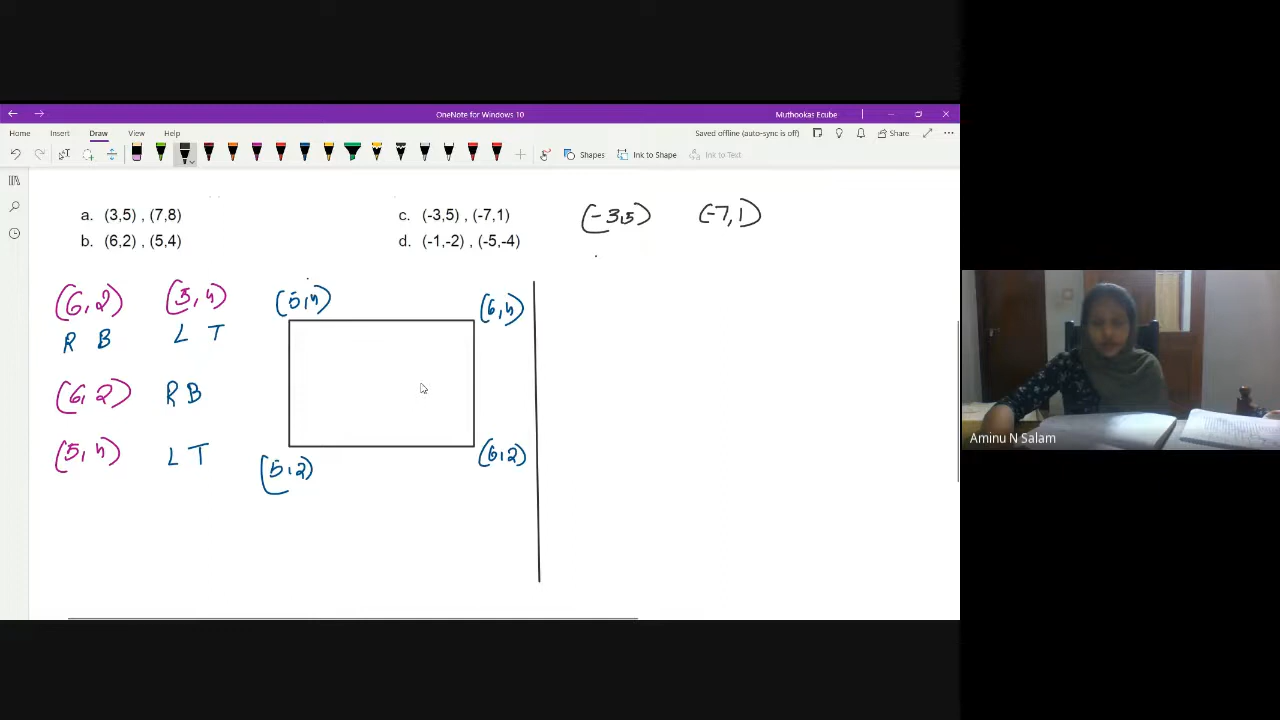 OneNote for Windows 10
Muthookas Ecube
Home Insert Draw View Help
Saved offline (auto-sync is off)
Share
Shapes
Ink to Shape
Ink to Text
a. (3,5) , (7,8)
c. (-3,5) , (-7,1)
(-3,5) (-7,1)
b. (6,2) , (5,4)
d. (-1,-2) , (-5,-4)
(6,2) (5,4)
R B L T
(5,4) (6,4)
(6,2) R B
(5,4) L T
(5,2) (6,2)
Aminu N Salam